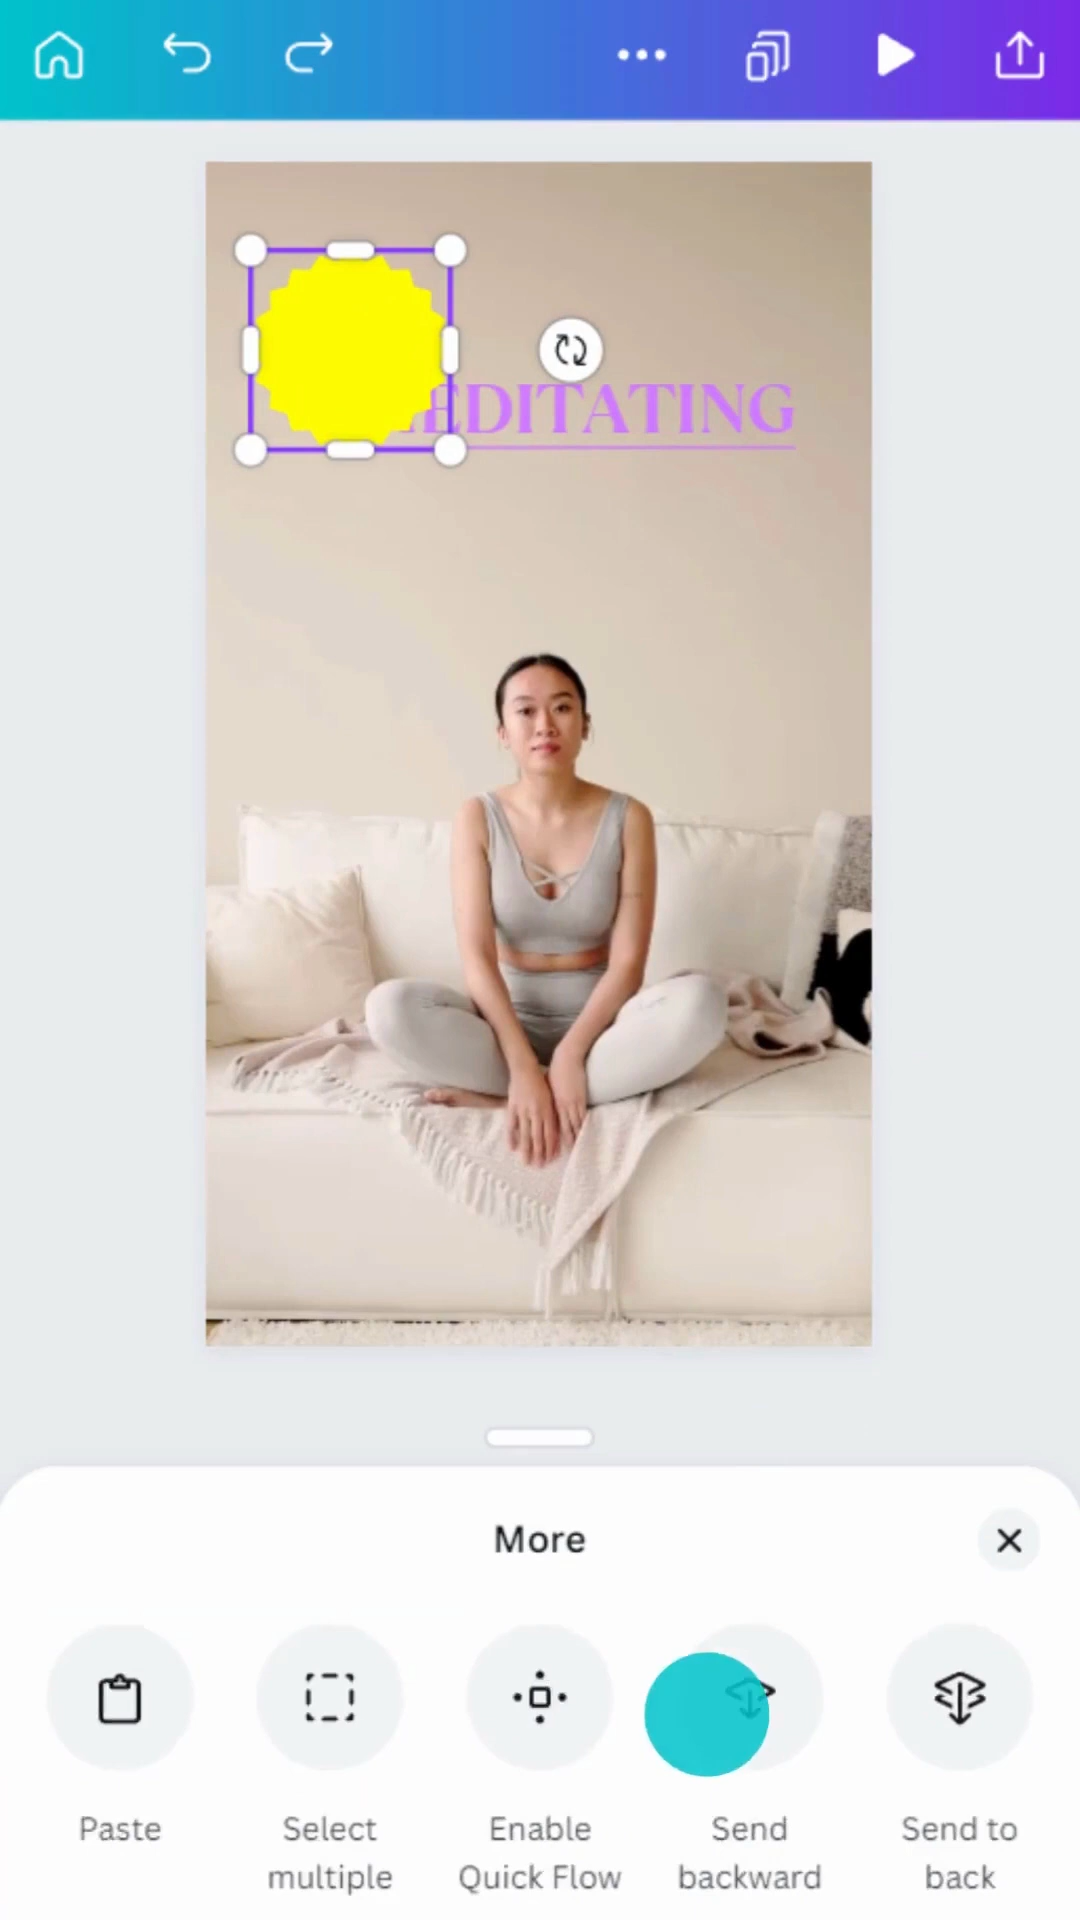 EDITATING
More
Paste
Select
multiple
Enable
Quick Flow
Send
backward
Send to
back